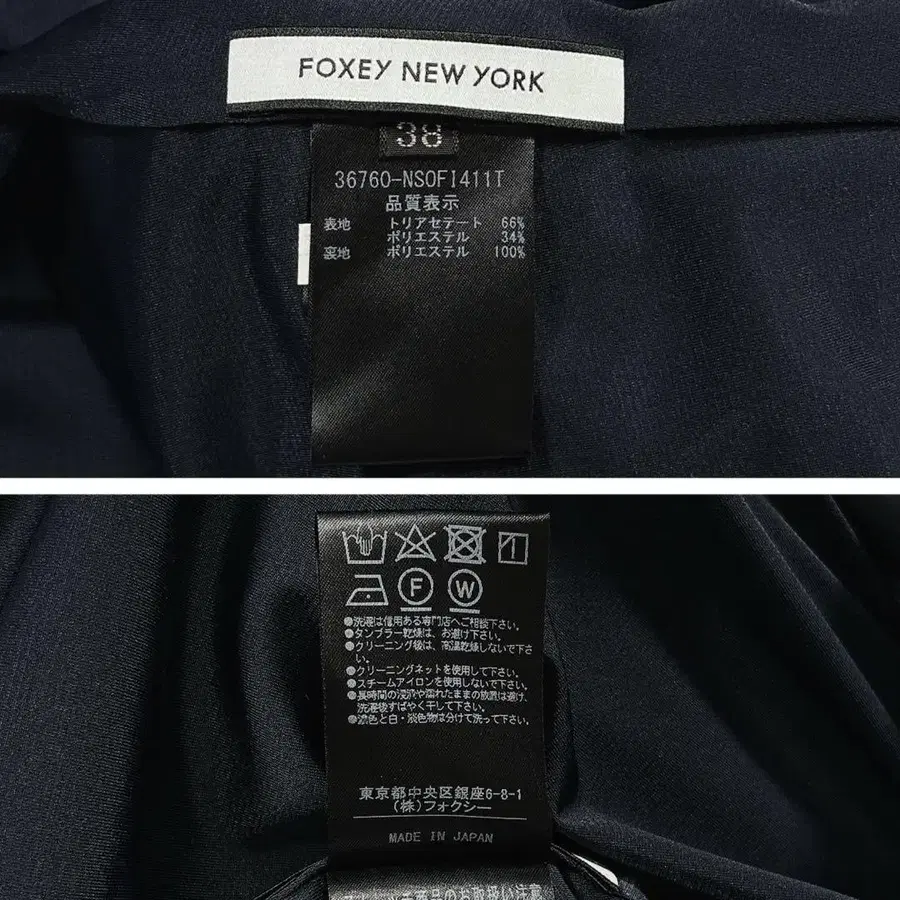 FOXEY NEW YORK
38
36760-NSOFI411T
品質表示
表地 トリアセテート 66%
ポリエステル 34%
裏地 ポリエステル 100%
F W
●洗濯は信用ある専門店へご相談下さい。
●タンブラー乾燥は、お避け下さい。
●クリーニング後は、高温乾燥しないで下さ
い。
●クリーニングネットを使用して下さい。
●スチームアイロンを使用しないで下さい。
●長時間の浸漬や濡れたままの放置は避け、
洗濯後すばやく干して下さい。
●濃色と白・淡色物は分けて洗って下さい。
東京都中央区銀座6-8-1
(株)フォクシー
MADE IN JAPAN
の お取扱い注意